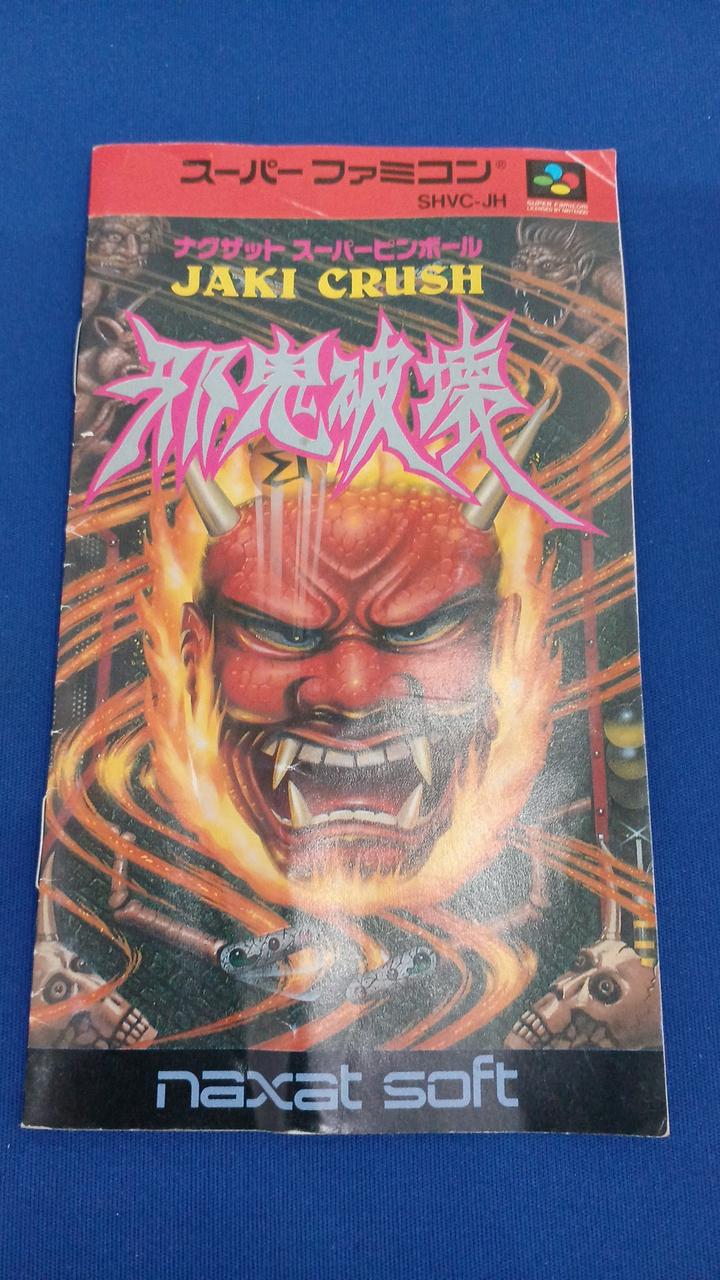 スーパーファミコン®
SHVC-JH
SUPER FAMICOM
LICENSED BY NINTENDO
ナグザット スーパーピンボール
JAKI CRUSH
邪鬼破壊
Σ
naxat soft